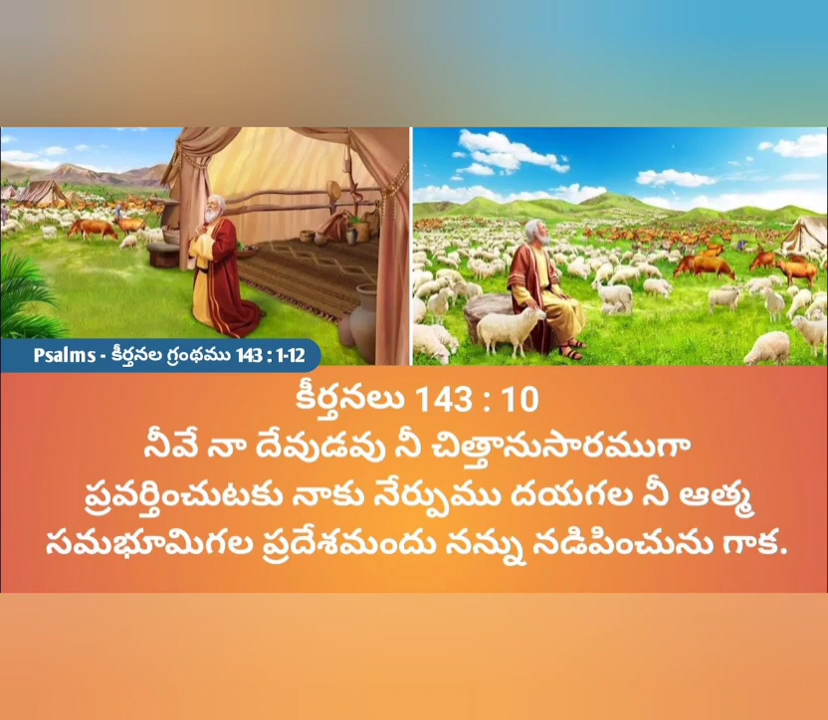 Psalms - కీర్తనల గ్రంథము 143 : 1-12
కీర్తనలు 143 : 10
నీవే నా దేవుడవు నీ చిత్తానుసారముగా
ప్రవర్తించుటకు నాకు నేర్పుము దయగల నీ ఆత్మ
సమభూమిగల ప్రదేశమందు నన్ను నడిపించును గాక.